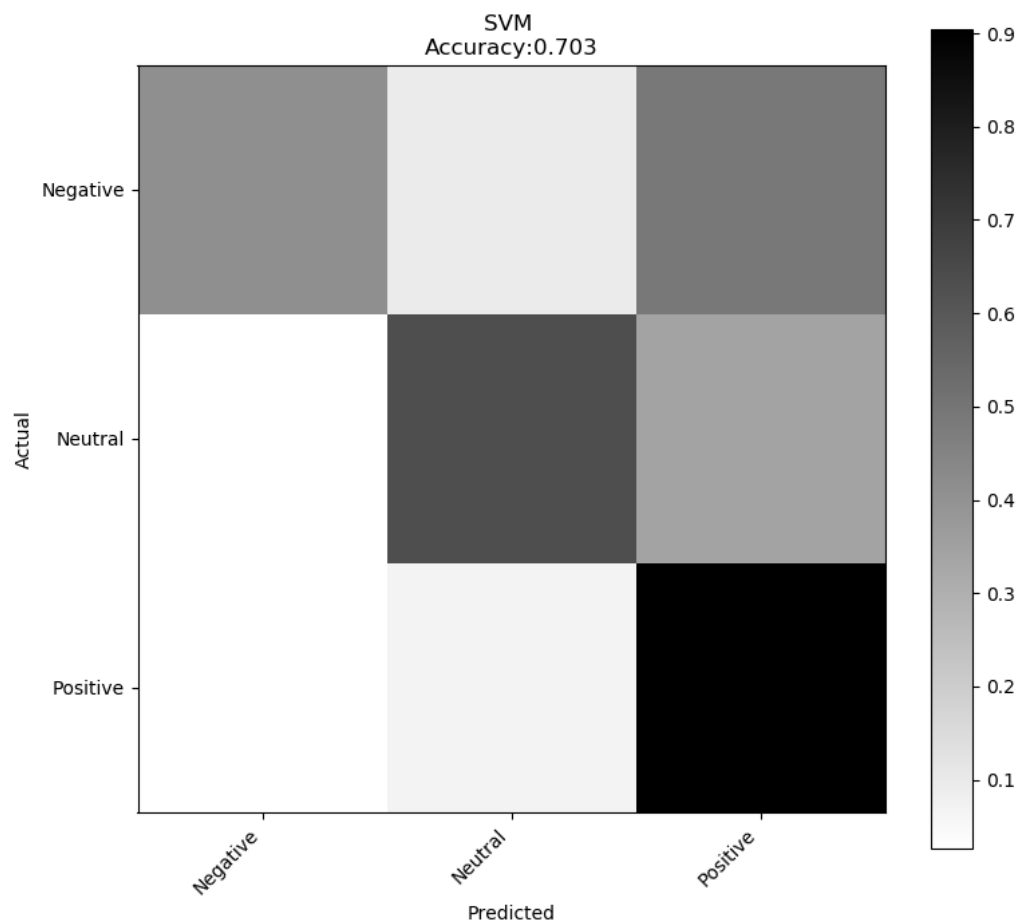 SVM
Accuracy:0.703
Actual
Negative
Neutral
Positive
Negative
Neutral
Positive
Predicted
0.9
0.8
0.7
0.6
0.5
0.4
0.3
0.2
0.1